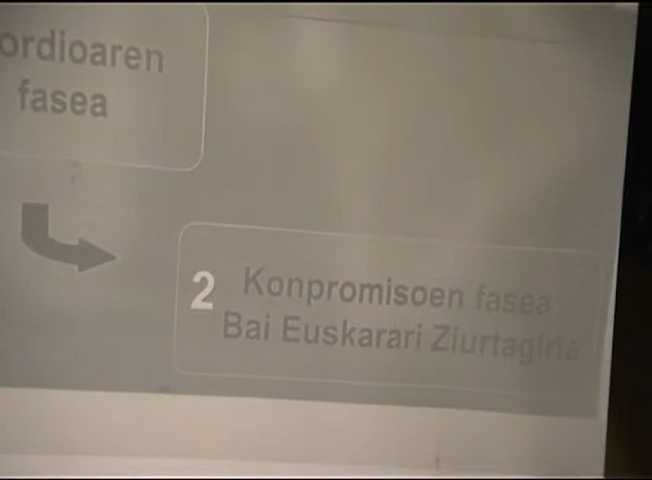 ordioaren
fasea
2 Konpromisoen fasea
Bai Euskarari Ziurtagiria